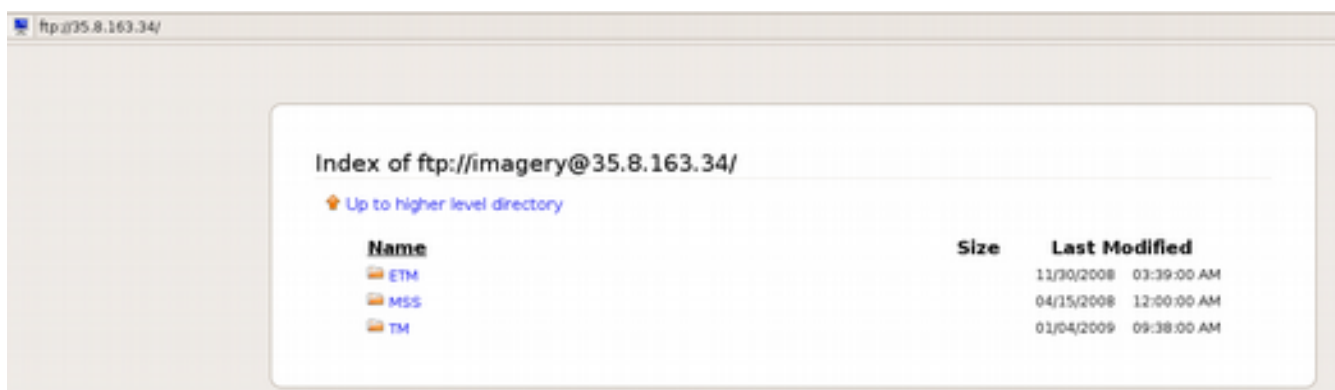 ftp://35.8.163.34/
Index of ftp://imagery@35.8.163.34/
Up to higher level directory
Name Size Last Modified
ETM 11/30/2008 03:39:00 AM
MSS 04/15/2008 12:00:00 AM
TM 01/04/2009 09:38:00 AM